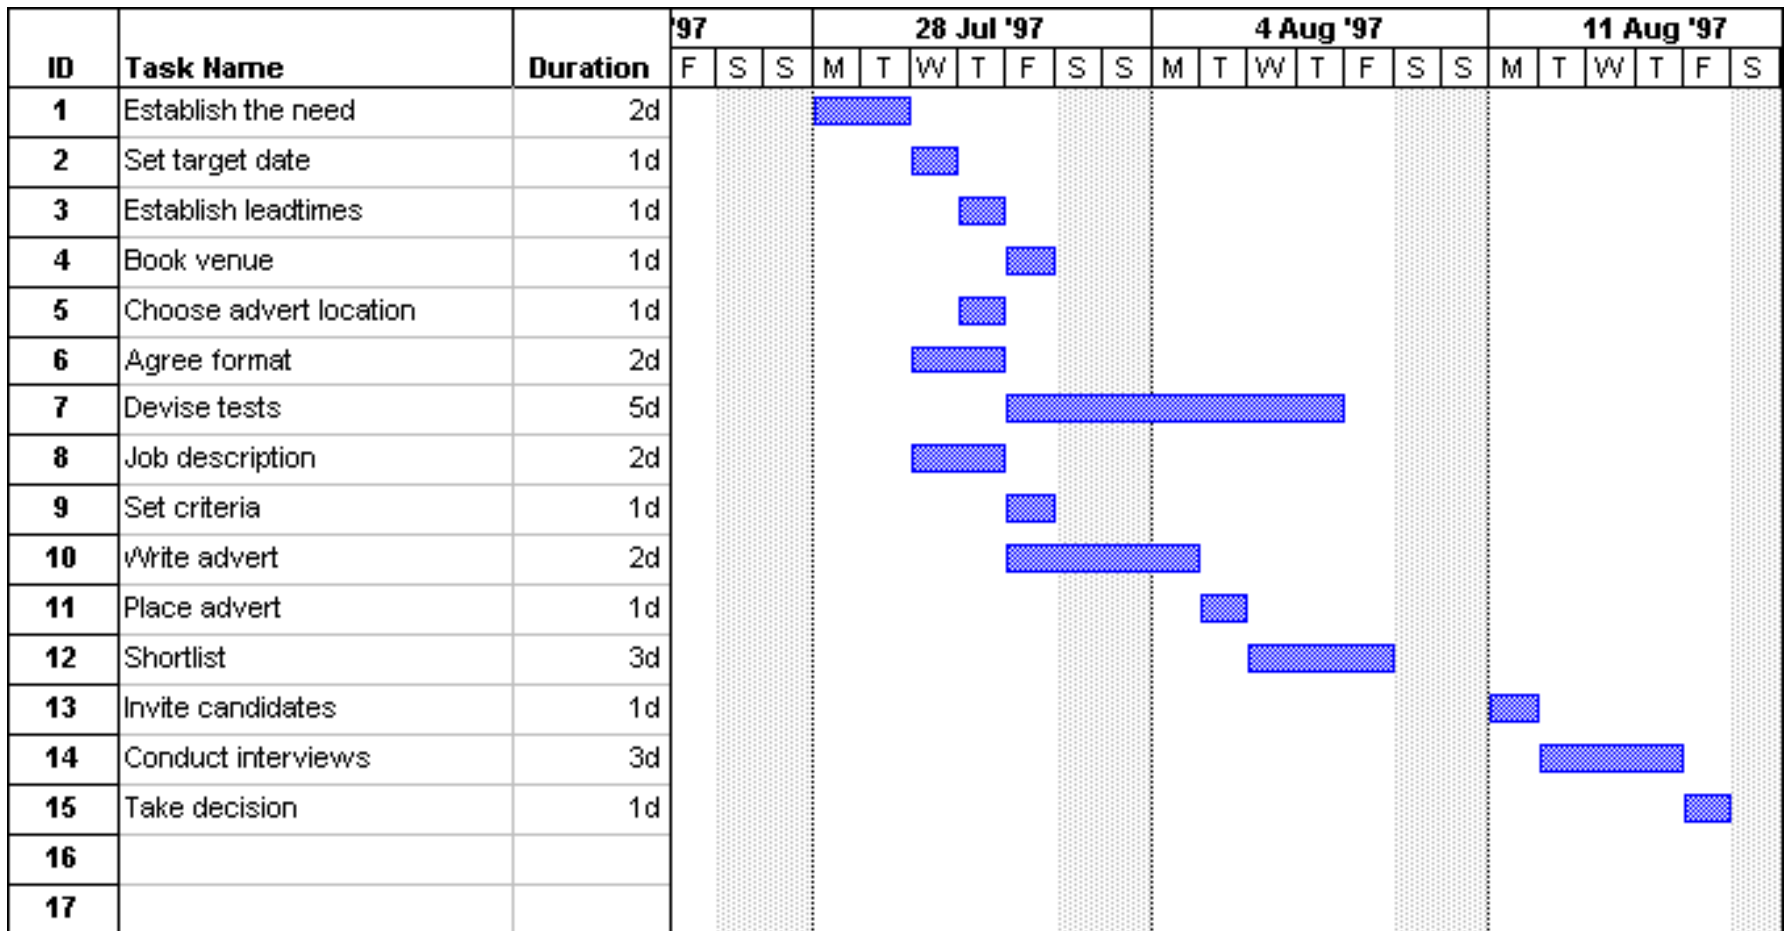 '97 28 Jul '97 4 Aug '97 11 Aug '97
ID Task Name Duration F S S M T W T F S S M T W T F S S M T W T F S
1 Establish the need 2d
2 Set target date 1d
3 Establish leadtimes 1d
4 Book venue 1d
5 Choose advert location 1d
6 Agree format 2d
7 Devise tests 5d
8 Job description 2d
9 Set criteria 1d
10 Write advert 2d
11 Place advert 1d
12 Shortlist 3d
13 Invite candidates 1d
14 Conduct interviews 3d
15 Take decision 1d
16
17